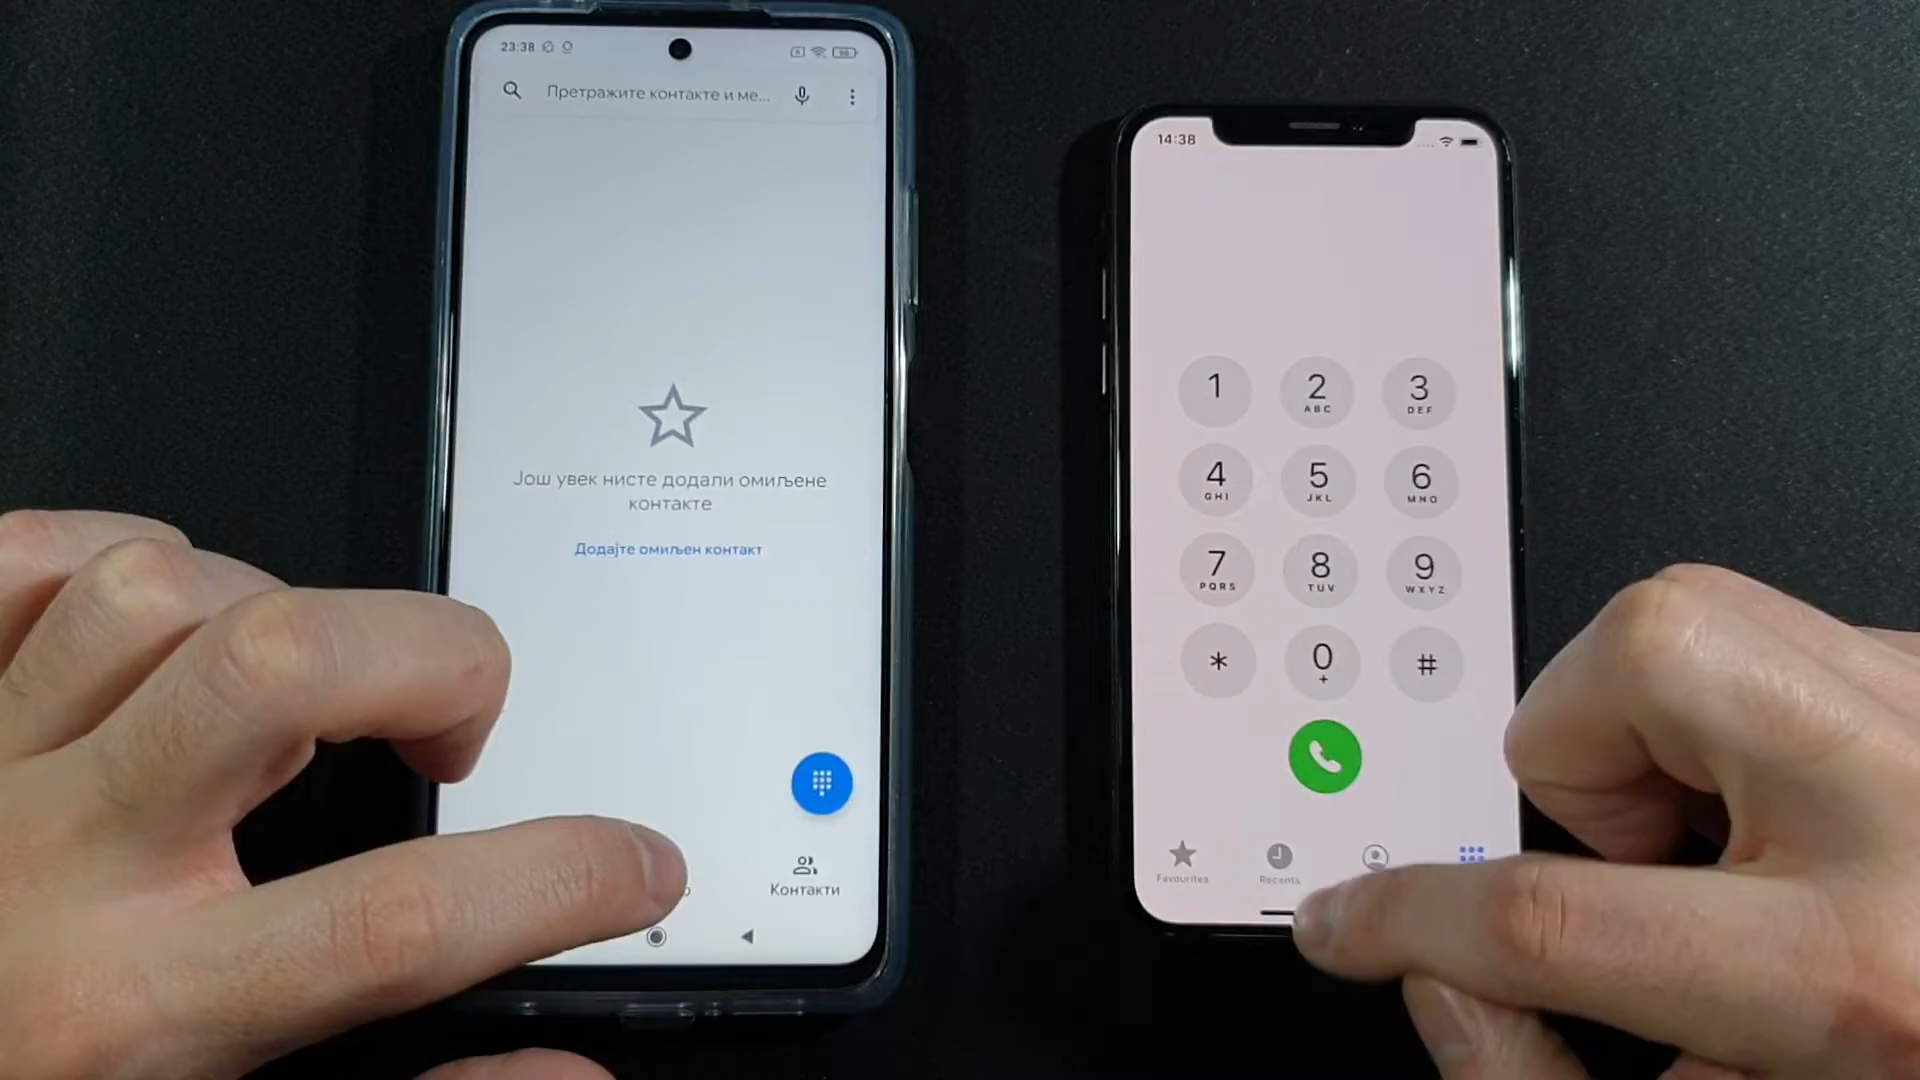 23:38
Претражите контакте и ме...
Још увек нисте додали омиљене
контакте
Додајте омиљен контакт
Контакти
14:38
1
2
ABC
3
DEF
4
GHI
5
JKL
6
MNO
7
PQRS
8
TUV
9
WXYZ
*
0
+
#
Favourites
Recents